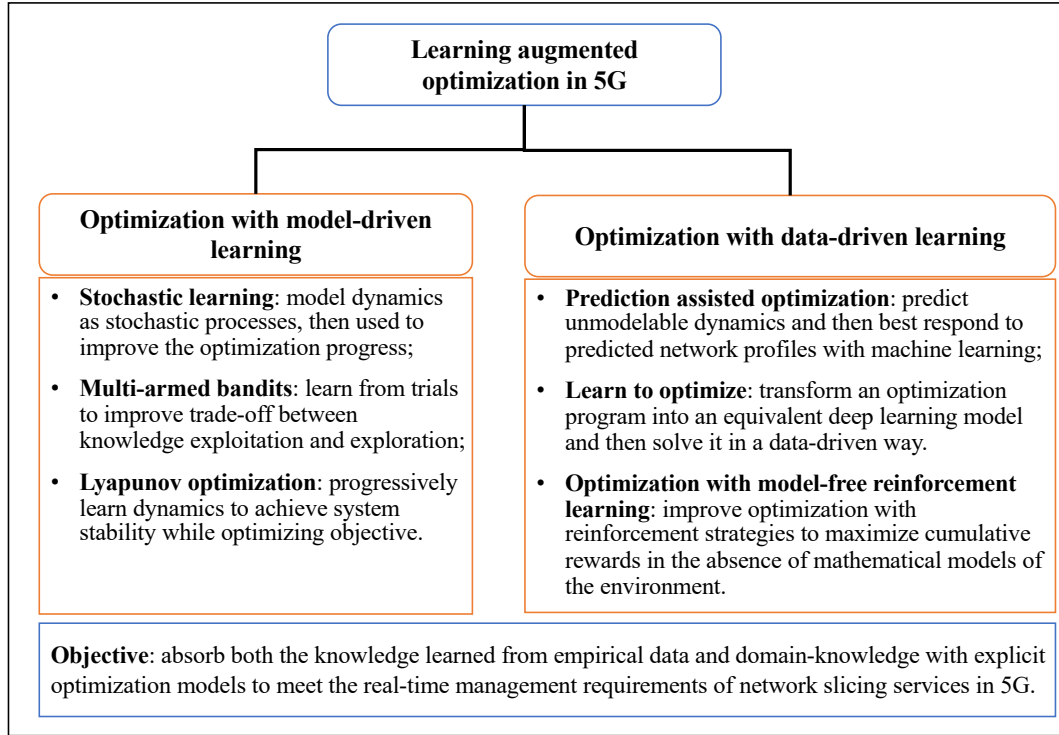 Learning augmented
optimization in 5G
Optimization with model-driven
learning
• Stochastic learning: model dynamics
as stochastic processes, then used to
improve the optimization progress;
• Multi-armed bandits: learn from trials
to improve trade-off between
knowledge exploitation and exploration;
• Lyapunov optimization: progressively
learn dynamics to achieve system
stability while optimizing objective.
Optimization with data-driven learning
• Prediction assisted optimization: predict
unmodelable dynamics and then best respond to
predicted network profiles with machine learning;
• Learn to optimize: transform an optimization
program into an equivalent deep learning model
and then solve it in a data-driven way.
• Optimization with model-free reinforcement
learning: improve optimization with
reinforcement strategies to maximize cumulative
rewards in the absence of mathematical models of
the environment.
Objective: absorb both the knowledge learned from empirical data and domain-knowledge with explicit
optimization models to meet the real-time management requirements of network slicing services in 5G.